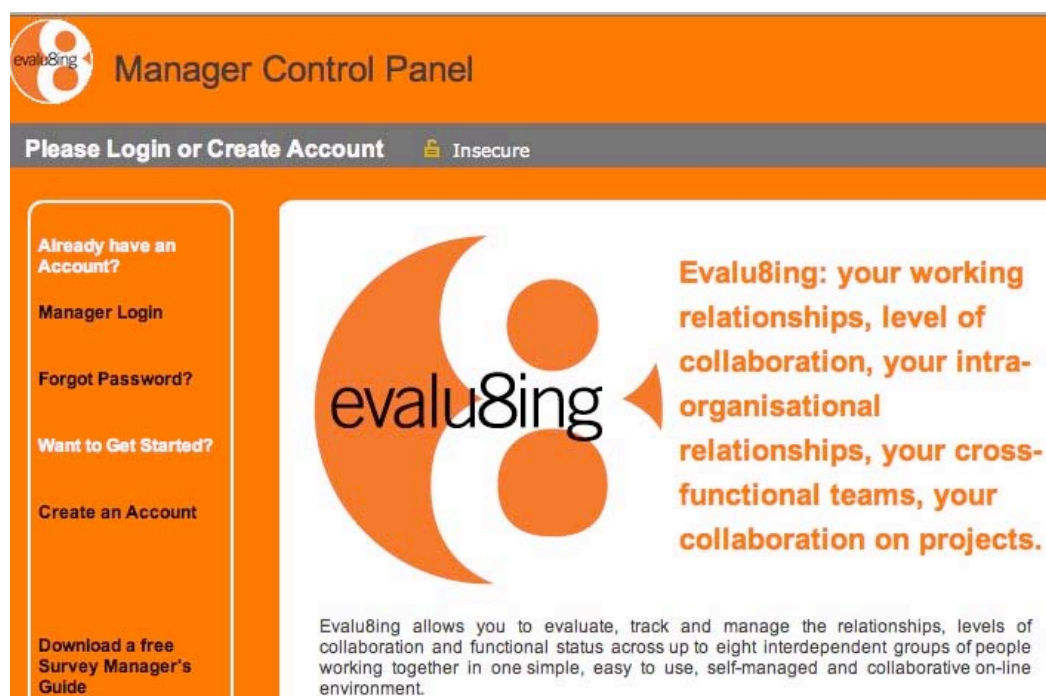 evalu8ing
Manager Control Panel
Please Login or Create Account
Insecure
Already have an
Account?
Manager Login
Forgot Password?
Want to Get Started?
Create an Account
Download a free
Survey Manager's
Guide
evalu8ing
Evalu8ing: your working
relationships, level of
collaboration, your intra-
organisational
relationships, your cross-
functional teams, your
collaboration on projects.
Evalu8ing allows you to evaluate, track and manage the relationships, levels of
collaboration and functional status across up to eight interdependent groups of people
working together in one simple, easy to use, self-managed and collaborative on-line
environment.